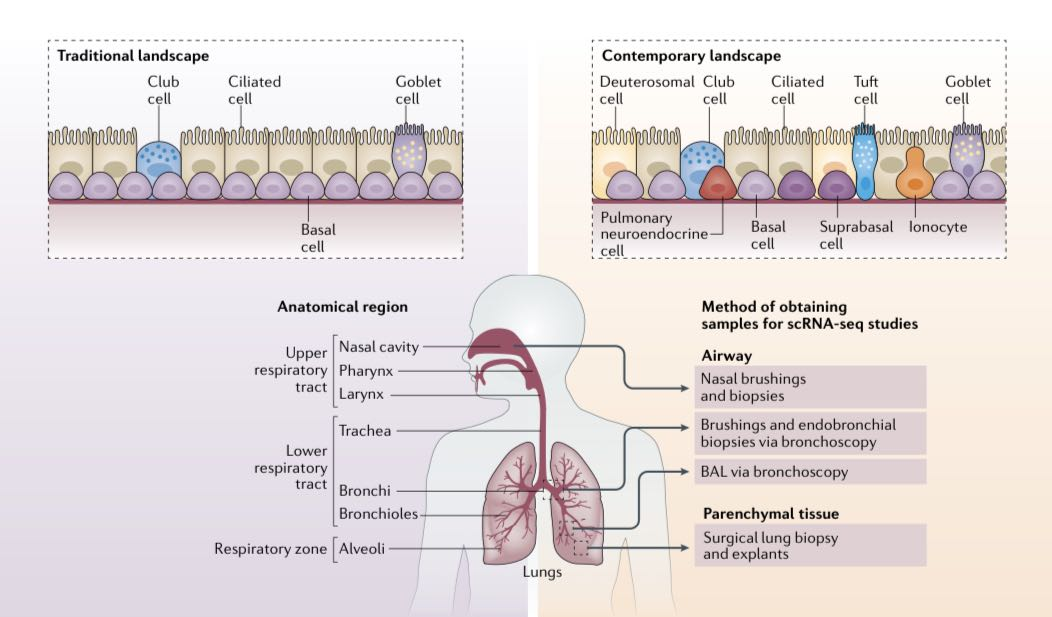 Traditional landscape
Club
cell
Ciliated
cell
Goblet
cell
Basal
cell
Contemporary landscape
Deuterosomal
cell
Club
cell
Ciliated
cell
Tuft
cell
Goblet
cell
Pulmonary
neuroendocrine
cell
Basal
cell
Suprabasal
cell
Ionocyte
Anatomical region
Upper
respiratory
tract
Nasal cavity
Pharynx
Larynx
Lower
respiratory
tract
Trachea
Bronchi
Bronchioles
Respiratory zone
Alveoli
Lungs
Method of obtaining
samples for scRNA-seq studies
Airway
Nasal brushings
and biopsies
Brushings and endobronchial
biopsies via bronchoscopy
BAL via bronchoscopy
Parenchymal tissue
Surgical lung biopsy
and explants